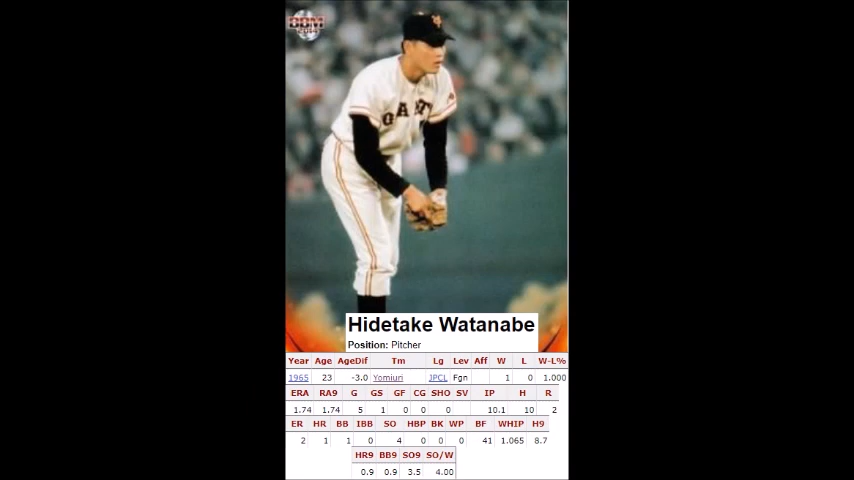 BBM
2014
GIANTS
Hidetake Watanabe
Position: Pitcher
Year Age AgeDif Tm Lg Lev Aff W L W-L%
1965 23 -3.0 Yomiuri JPCL Fgn 1 0 1.000
ERA RA9 G GS GF CG SHO SV IP H R
1.74 1.74 5 1 0 0 0 10.1 10 2
ER HR BB IBB SO HBP BK WP BF WHIP H9
2 1 1 0 4 0 0 0 41 1.065 8.7
HR9 BB9 SO9 SO/W
0.9 0.9 3.5 4.00